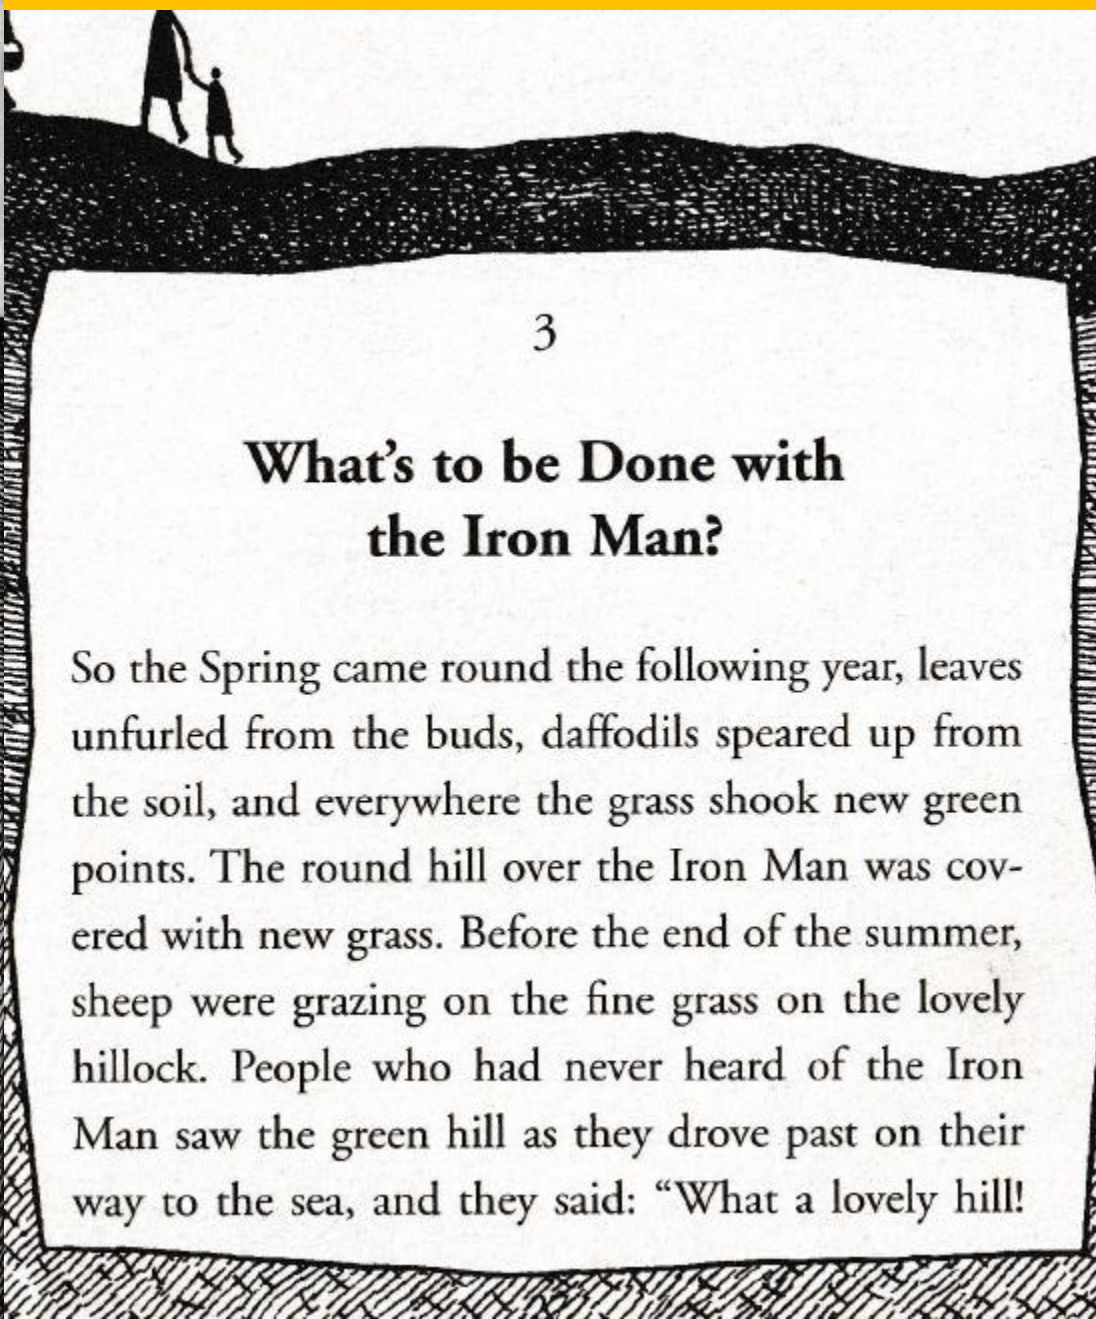 3
What's to be Done with
the Iron Man?
So the Spring came round the following year, leaves
unfurled from the buds, daffodils speared up from
the soil, and everywhere the grass shook new green
points. The round hill over the Iron Man was cov-
ered with new grass. Before the end of the summer,
sheep were grazing on the fine grass on the lovely
hillock. People who had never heard of the Iron
Man saw the green hill as they drove past on their
way to the sea, and they said: “What a lovely hill!